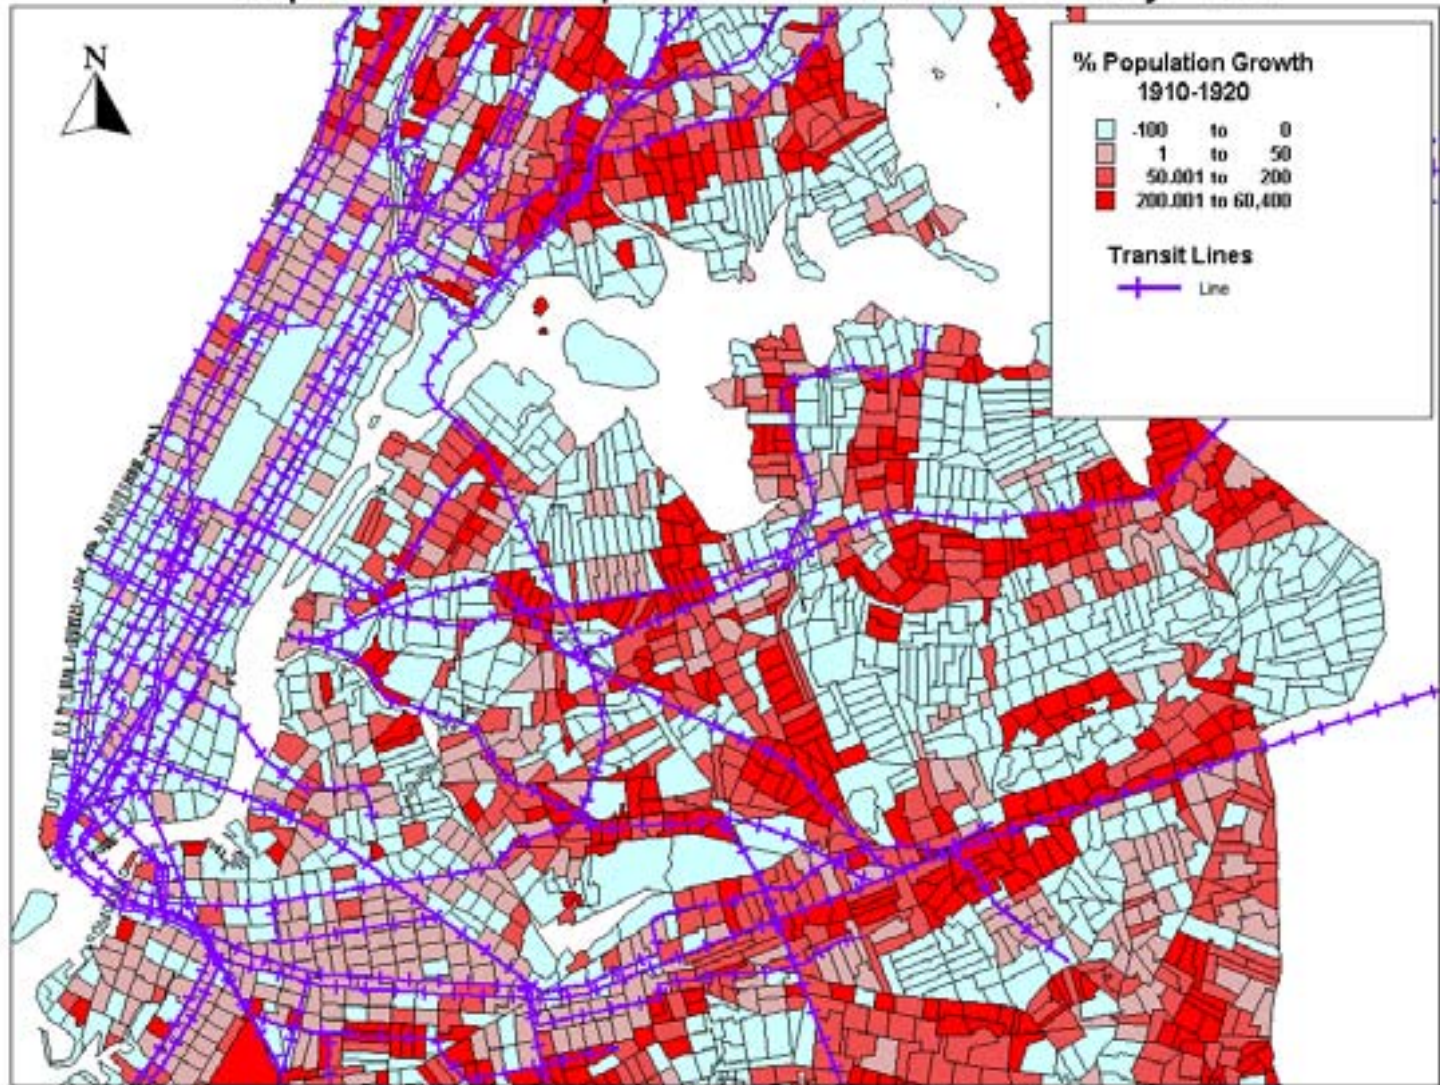 N
% Population Growth
1910-1920
-100 to 0
1 to 50
50.001 to 200
200.001 to 60,400
Transit Lines
Line